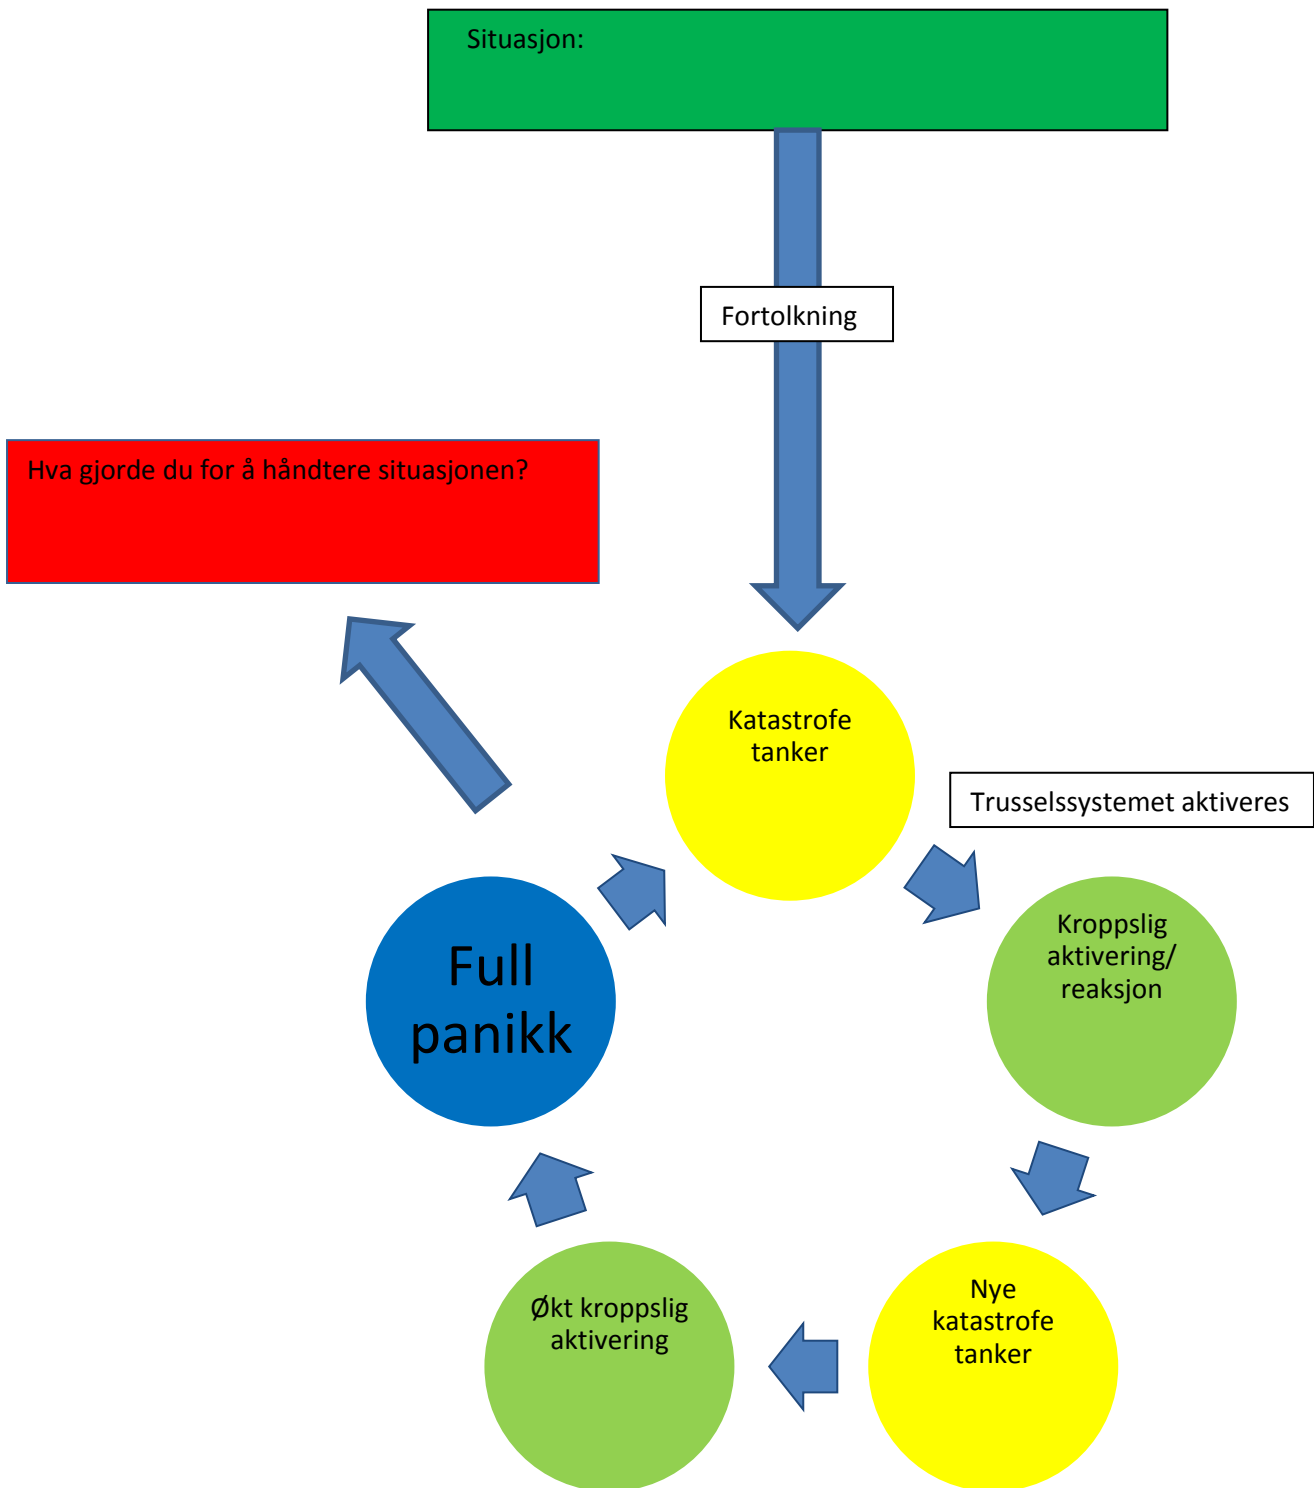 Situasjon:
Fortolkning
Hva gjorde du for å håndtere situasjonen?
Katastrofe
tanker
Trusselssystemet aktiveres
Kroppslig
aktivering/
reaksjon
Full
panikk
Nye
katastrofe
tanker
Økt kroppslig
aktivering